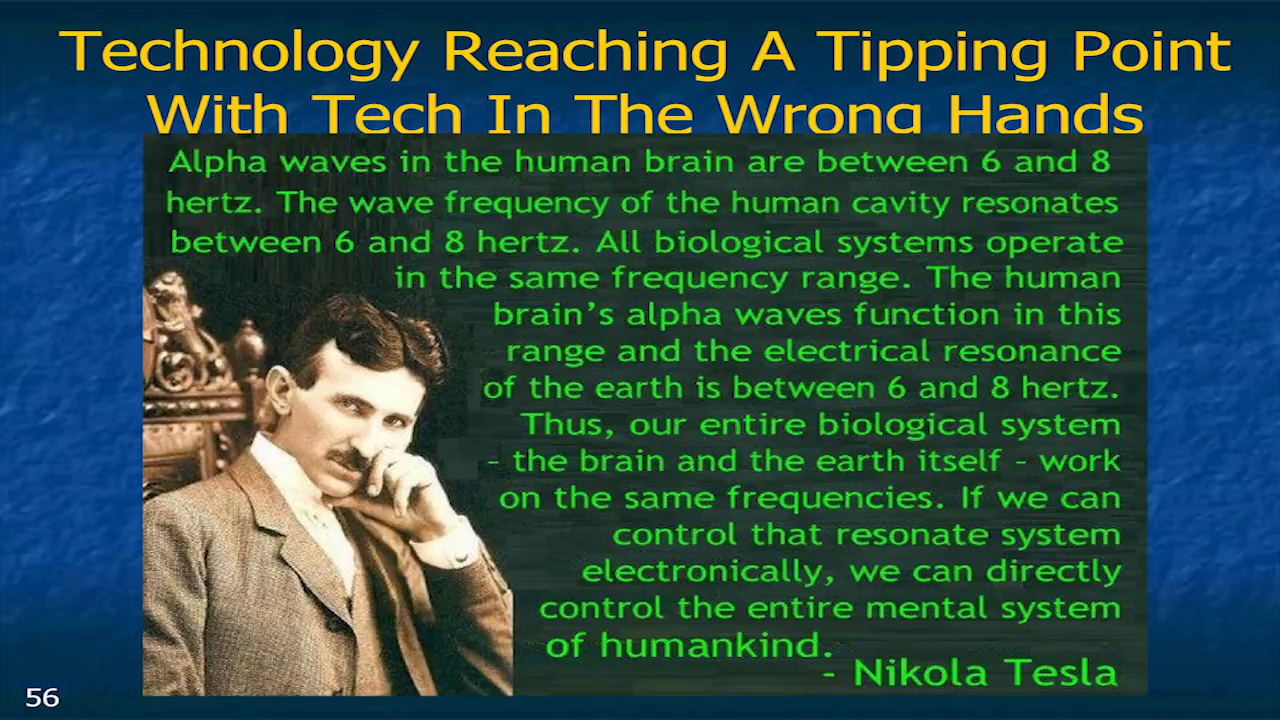 Technology Reaching A Tipping Point
With Tech In The Wrong Hands
Alpha waves in the human brain are between 6 and 8
hertz. The wave frequency of the human cavity resonates
between 6 and 8 hertz. All biological systems operate
in the same frequency range. The human
brain’s alpha waves function in this
range and the electrical resonance
of the earth is between 6 and 8 hertz.
Thus, our entire biological system
– the brain and the earth itself – work
on the same frequencies. If we can
control that resonate system
electronically, we can directly
control the entire mental system
of humankind.
- Nikola Tesla
56